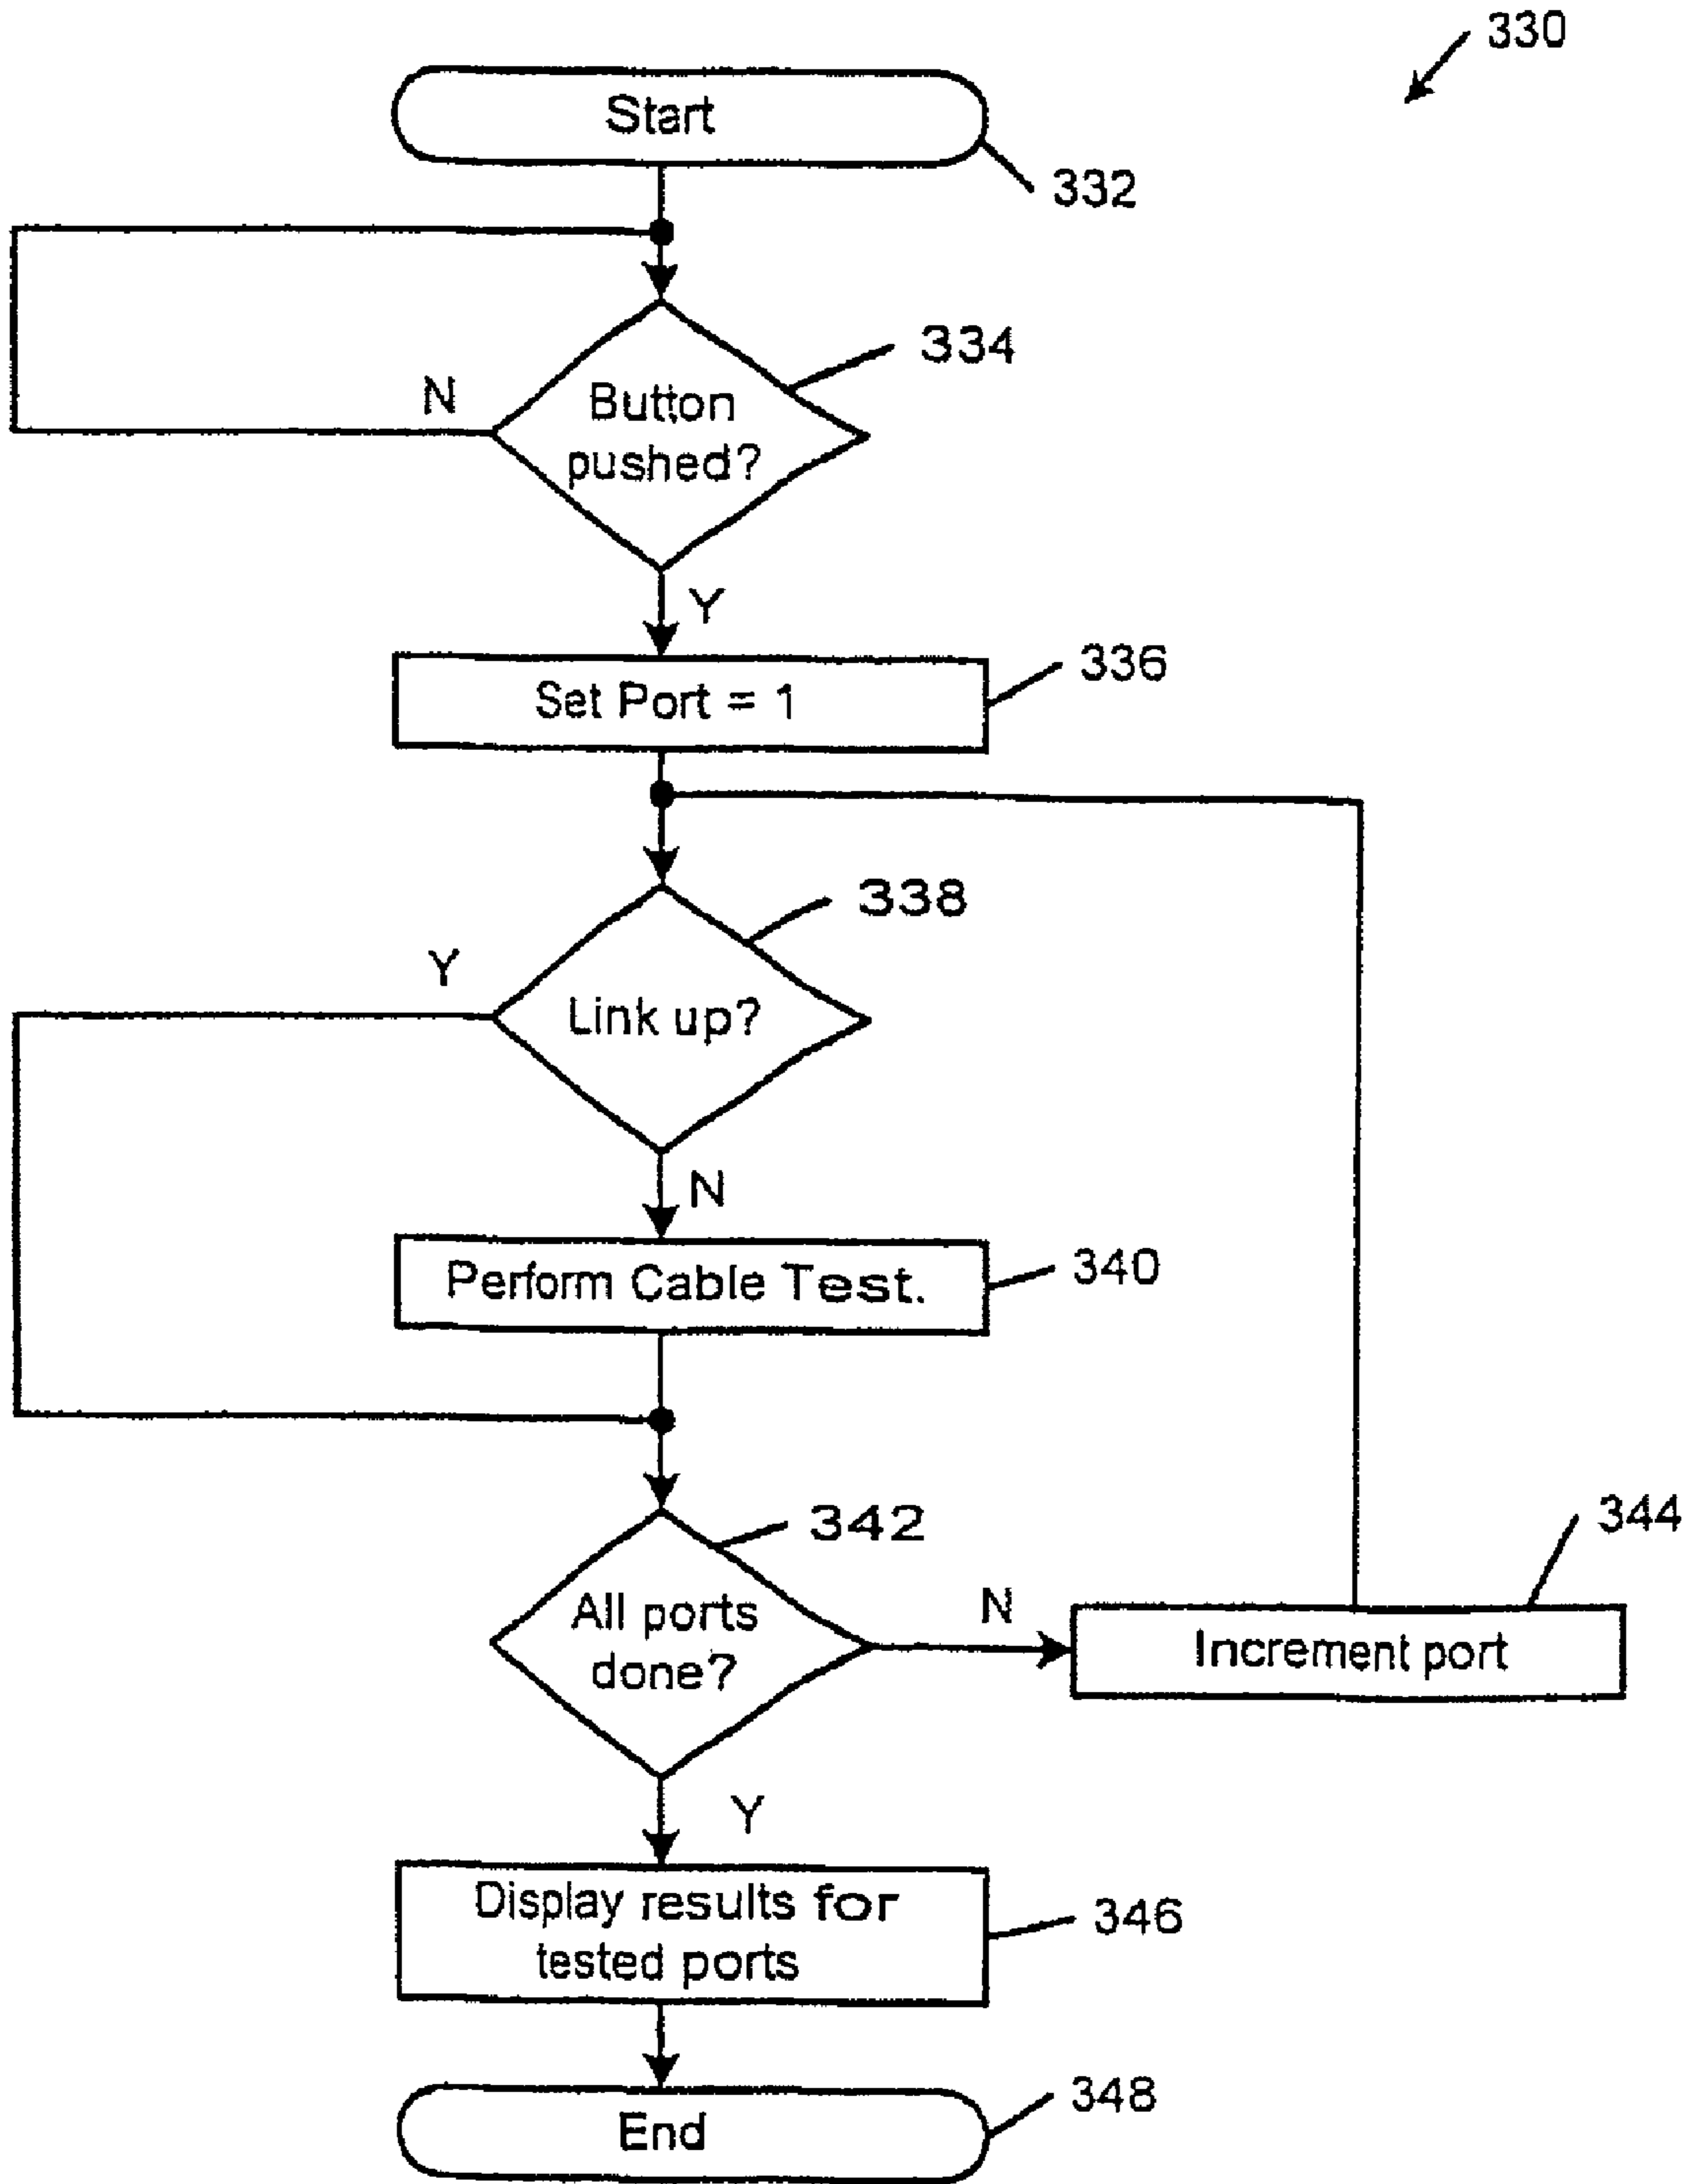 330
Start
332
334
N
Button
pushed?
Y
336
Set Port = 1
338
Y
Link up?
N
340
Perform Cable Test.
342
344
All ports
done?
N
Increment port
Y
Display results for
tested ports
346
348
End